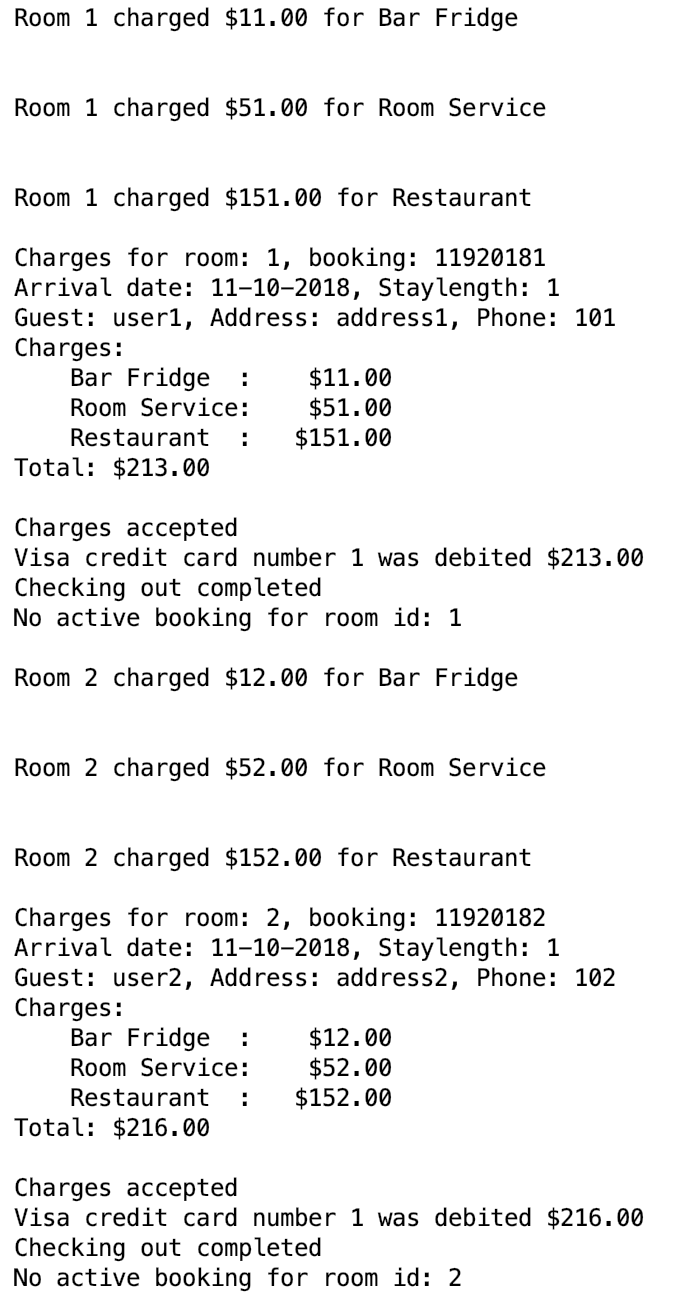 Room 1 charged $11.00 for Bar Fridge
Room 1 charged $51.00 for Room Service
Room 1 charged $151.00 for Restaurant
Charges for room: 1, booking: 11920181
Arrival date: 11-10-2018, Staylength: 1
Guest: user1, Address: address1, Phone: 101
Charges:
    Bar Fridge  :    $11.00
    Room Service:    $51.00
    Restaurant  :   $151.00
Total: $213.00
Charges accepted
Visa credit card number 1 was debited $213.00
Checking out completed
No active booking for room id: 1
Room 2 charged $12.00 for Bar Fridge
Room 2 charged $52.00 for Room Service
Room 2 charged $152.00 for Restaurant
Charges for room: 2, booking: 11920182
Arrival date: 11-10-2018, Staylength: 1
Guest: user2, Address: address2, Phone: 102
Charges:
    Bar Fridge  :    $12.00
    Room Service:    $52.00
    Restaurant  :   $152.00
Total: $216.00
Charges accepted
Visa credit card number 1 was debited $216.00
Checking out completed
No active booking for room id: 2